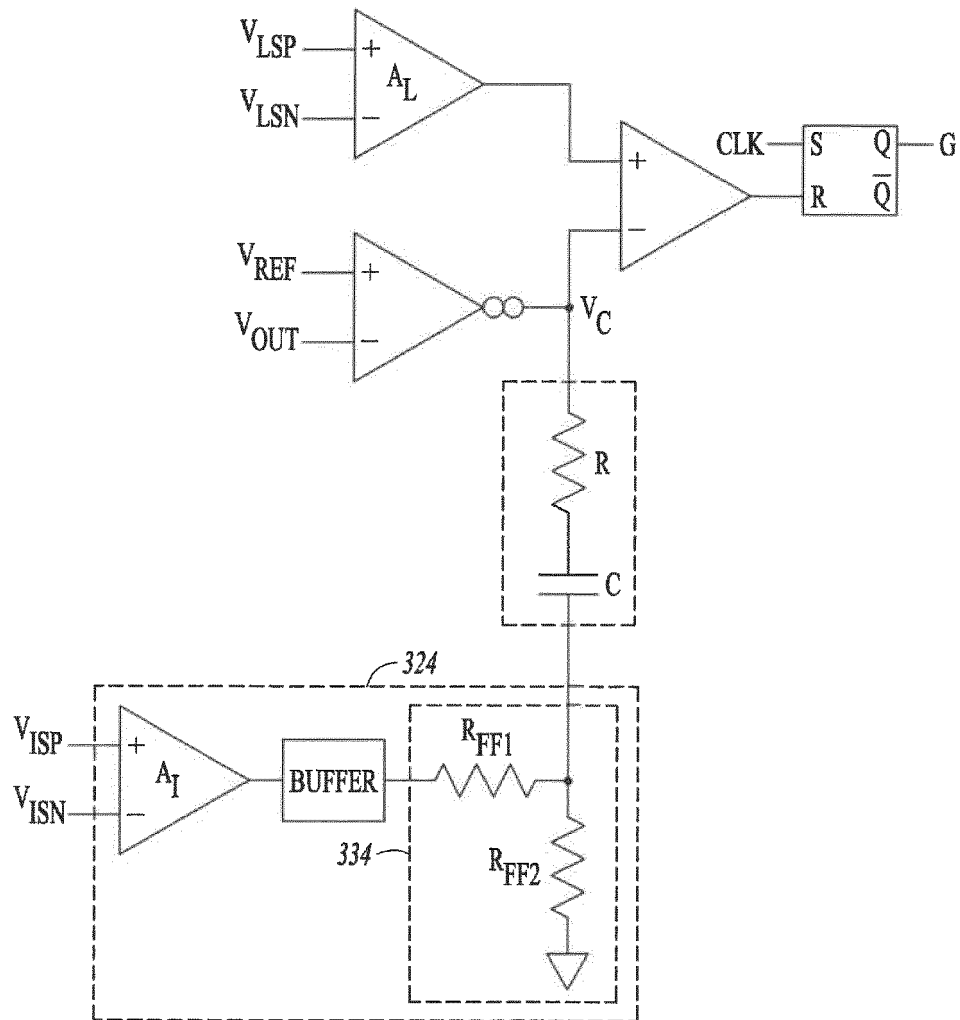 V_LSP
+
A_L
V_LSN
−
CLK
S
Q
G
R
Q̅
+
−
V_REF
+
V_OUT
−
V_C
R
C
324
V_ISP
+
A_I
V_ISN
−
BUFFER
R_FF1
334
R_FF2